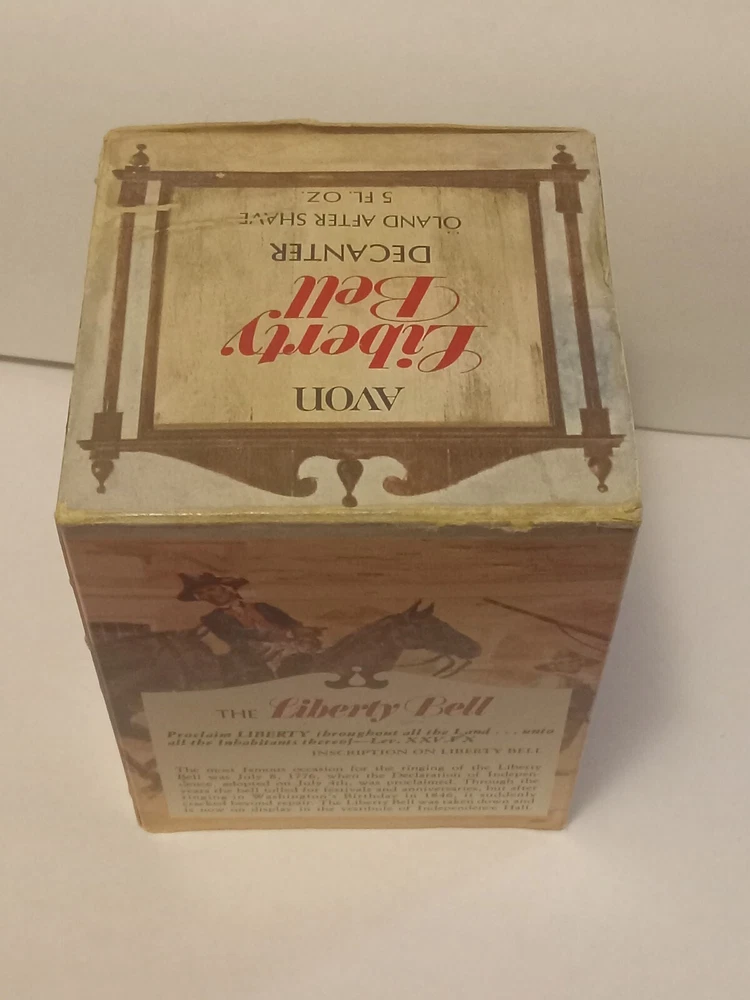 AVON
Liberty
Bell
DECANTER
OLAND AFTER SHAVE
5 FL. OZ.
THE Liberty Bell
Proclaim LIBERTY throughout all the Land . . . unto
all the Inhabitants thereof—Lev. XXV.
INSCRIPTION ON LIBERTY BELL
The most famous occasion for the ringing of the Liberty
Bell was July 8, 1776, when the Declaration of Indepen-
dence, adopted on July 4th, was proclaimed. Through the
years the bell tolled for festivals and anniversaries, but after
ringing in Washington's Birthday in 1846, it suddenly
cracked beyond repair. The Liberty Bell was taken down and
is now on display in the vestibule of Independence Hall.